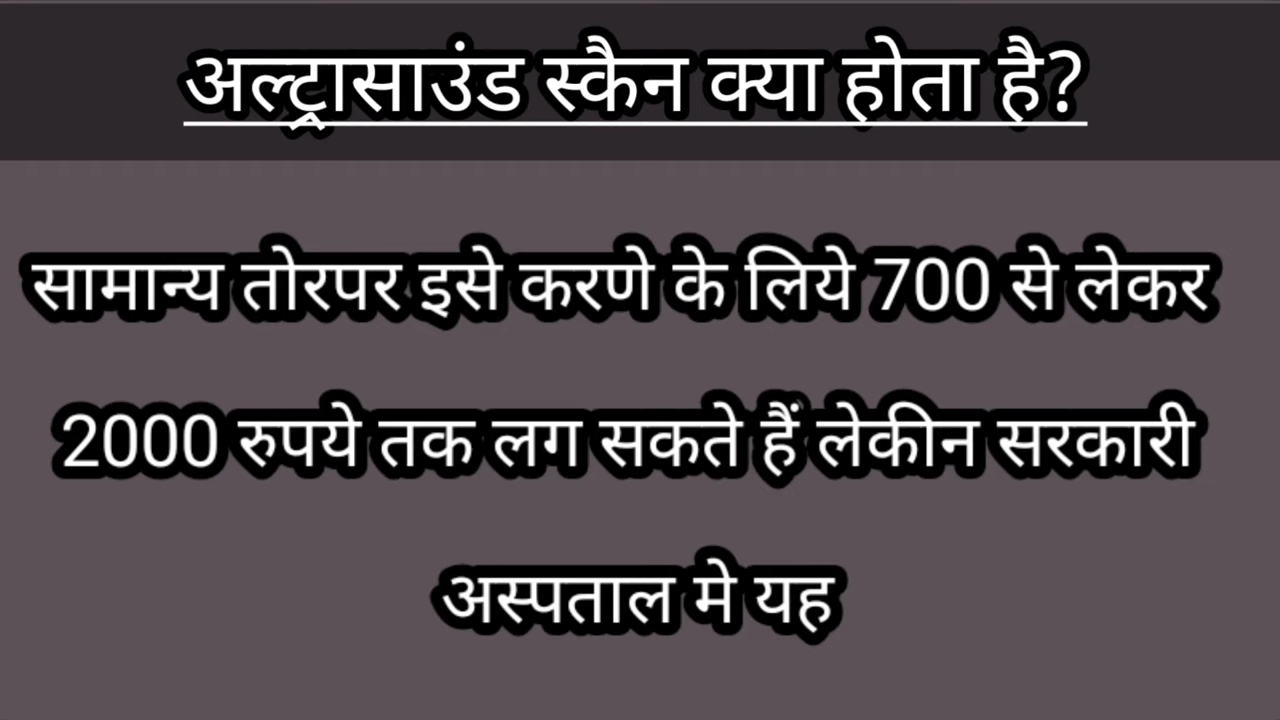 अल्ट्रासाउंड स्कैन क्या होता है?
सामान्य तोरपर इसे करणे के लिये 700 से लेकर
2000 रुपये तक लग सकते हैं लेकीन सरकारी
अस्पताल मे यह